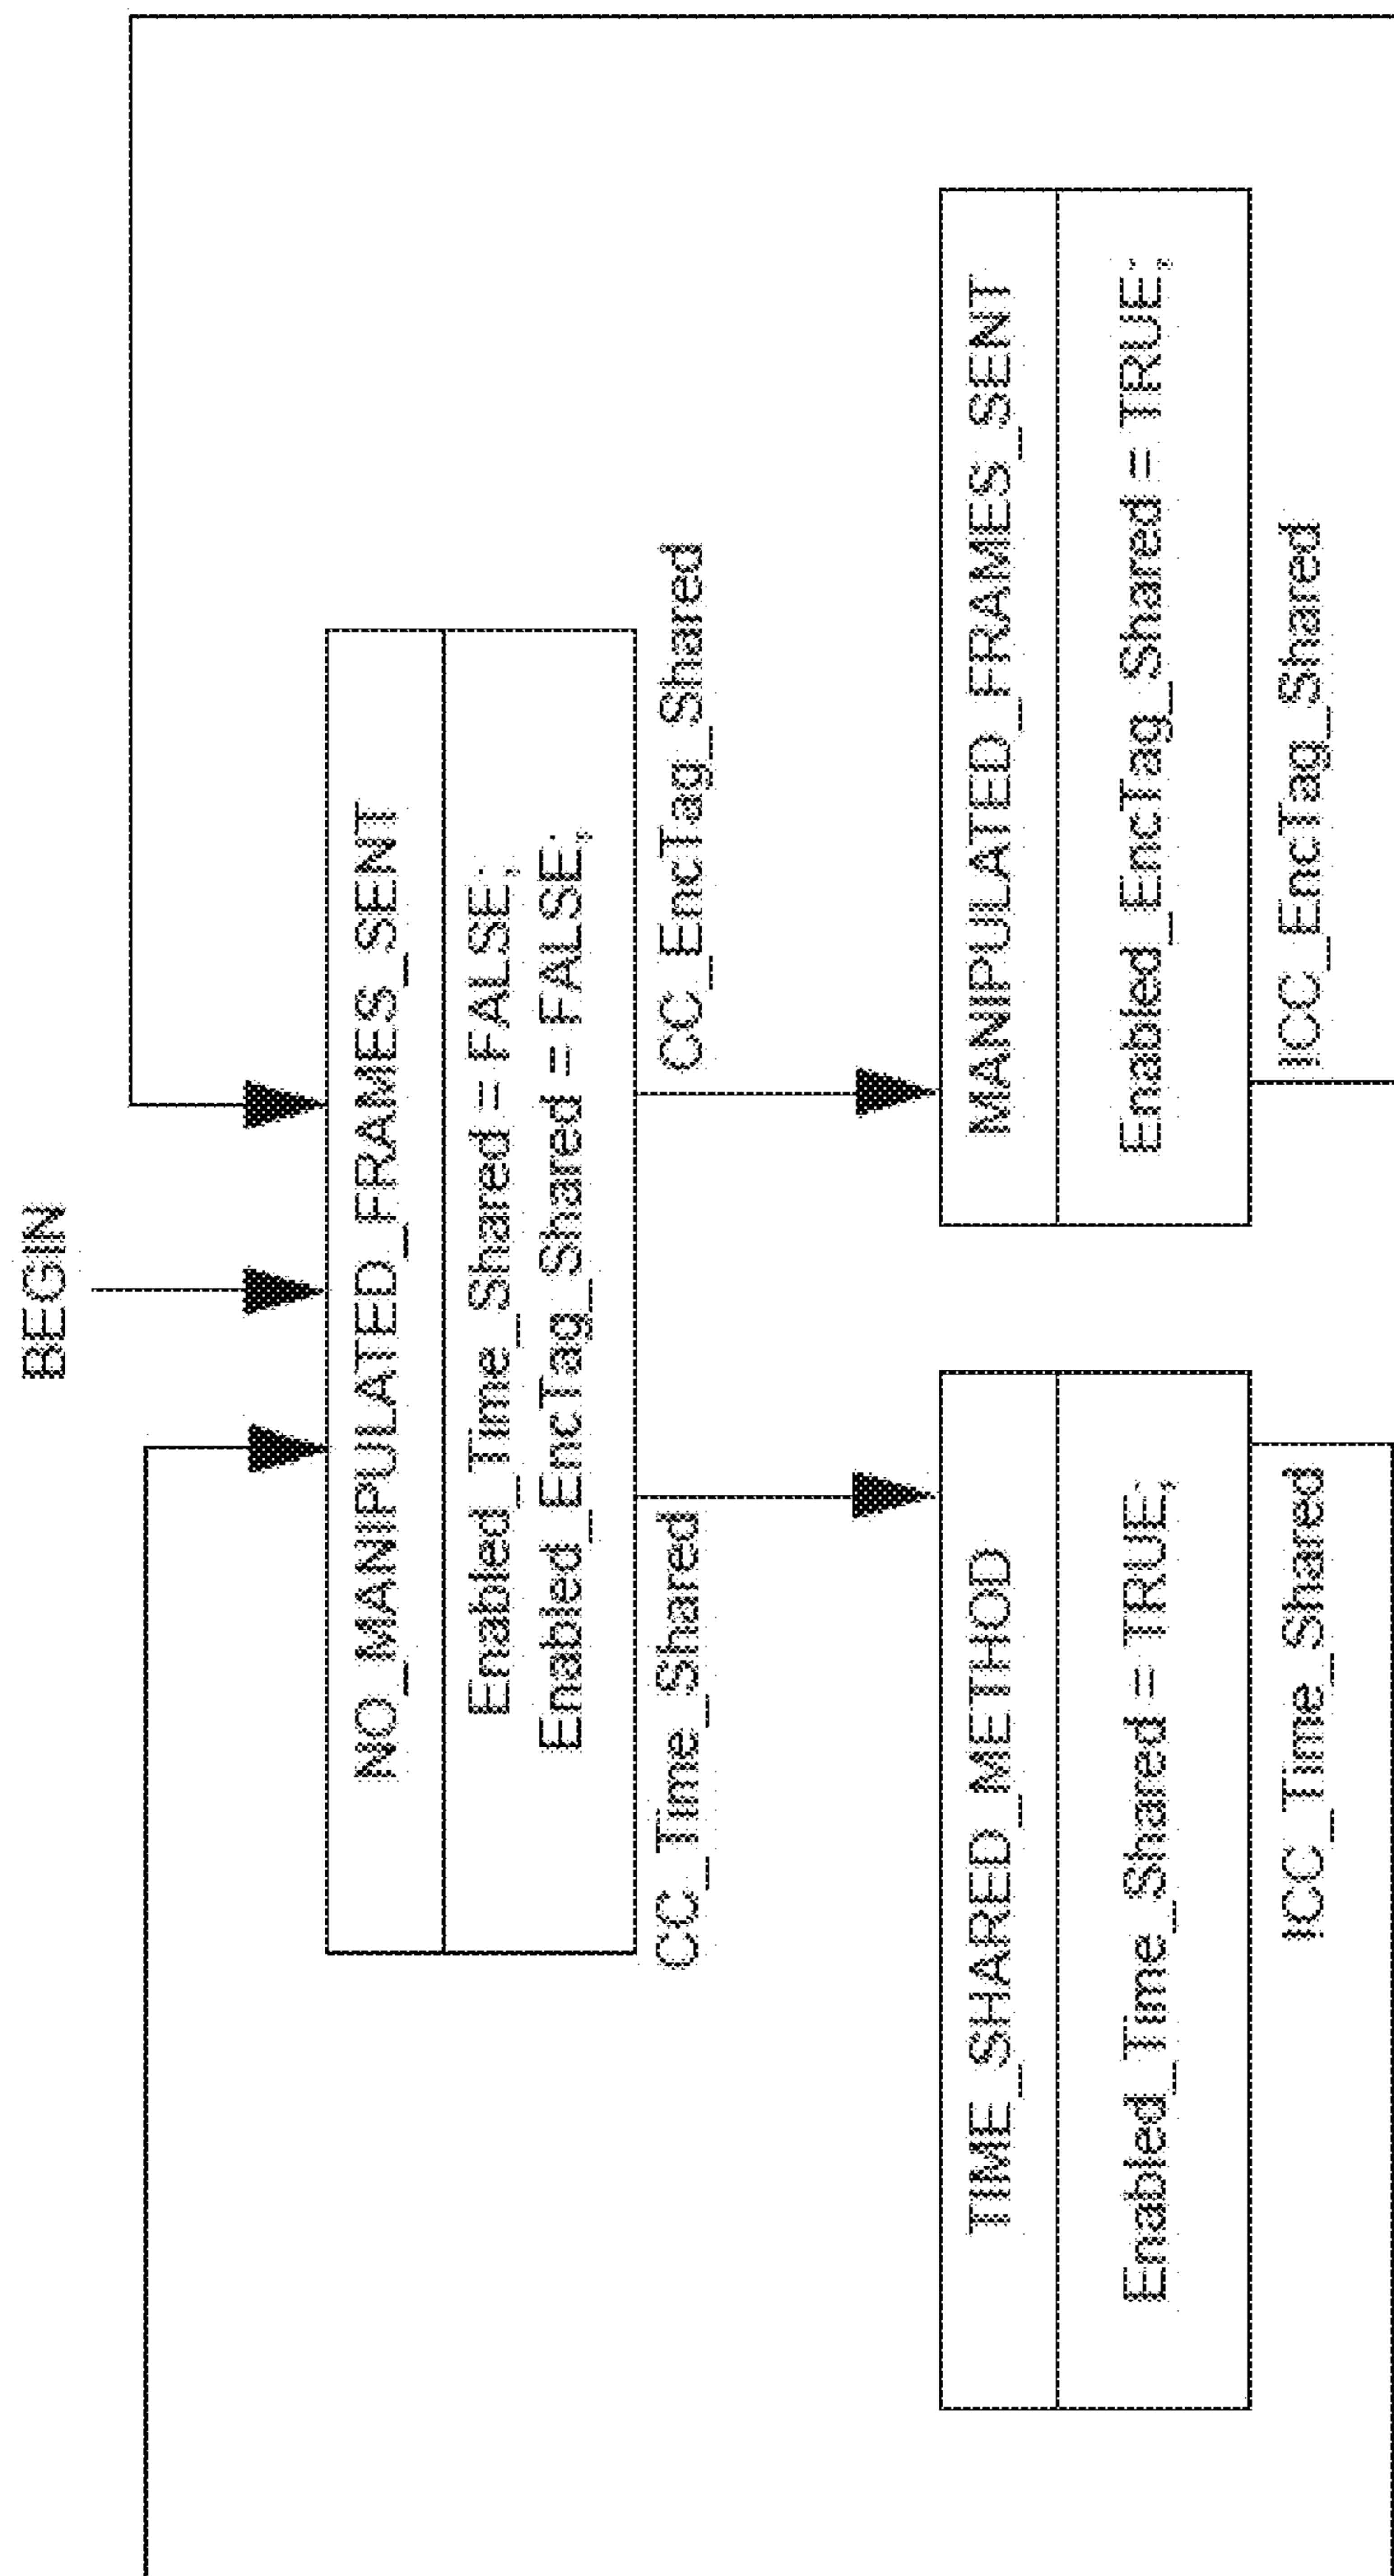 BEGIN
NO_MANIPULATED_FRAMES_SENT
Enabled_Time_Shared = FALSE;
Enabled_EncTag_Shared = FALSE;
CC_Time_Shared
CC_EncTag_Shared
TIME_SHARED_METHOD
Enabled_Time_Shared = TRUE;
MANIPULATED_FRAMES_SENT
Enabled_EncTag_Shared = TRUE;
!CC_Time_Shared
!CC_EncTag_Shared